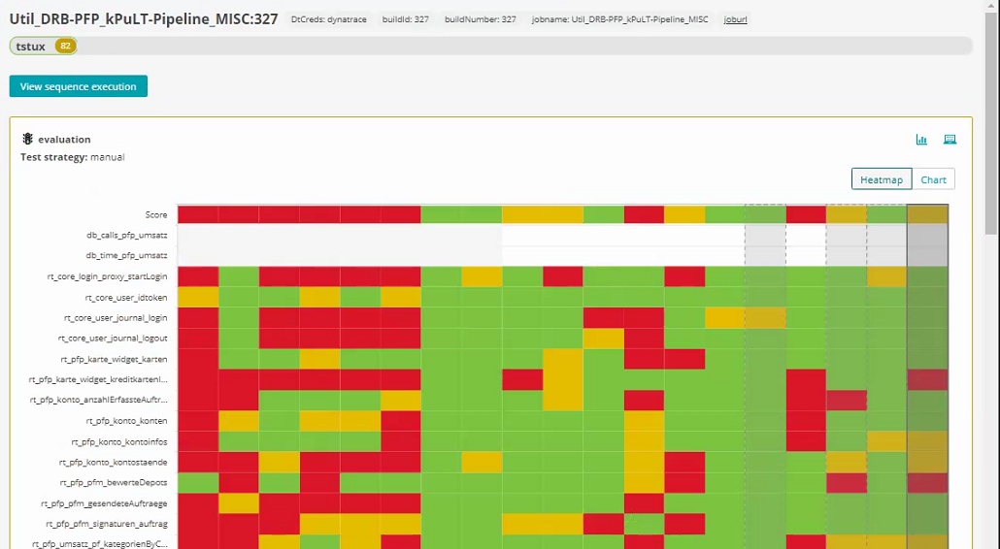 Util_DRB-PFP_kPuLT-Pipeline_MISC:327 DtCreds: dynatrace buildId: 327 buildNumber: 327 jobname: Util_DRB-PFP_kPuLT-Pipeline_MISC joburl
tstux 82
View sequence execution
evaluation
Test strategy: manual
Heatmap Chart
Score
db_calls_pfp_umsatz
db_time_pfp_umsatz
rt_core_login_proxy_startLogin
rt_core_user_idtoken
rt_core_user_journal_login
rt_core_user_journal_logout
rt_pfp_karte_widget_karten
rt_pfp_karte_widget_kreditkartenI...
rt_pfp_konto_anzahlErfassteAuftr...
rt_pfp_konto_konten
rt_pfp_konto_kontoinfos
rt_pfp_konto_kontostaende
rt_pfp_pfm_bewerteDepots
rt_pfp_pfm_gesendeteAuftraege
rt_pfp_pfm_signaturen_auftrag
rt_pfp_umsatz_pf_kategorienByC...